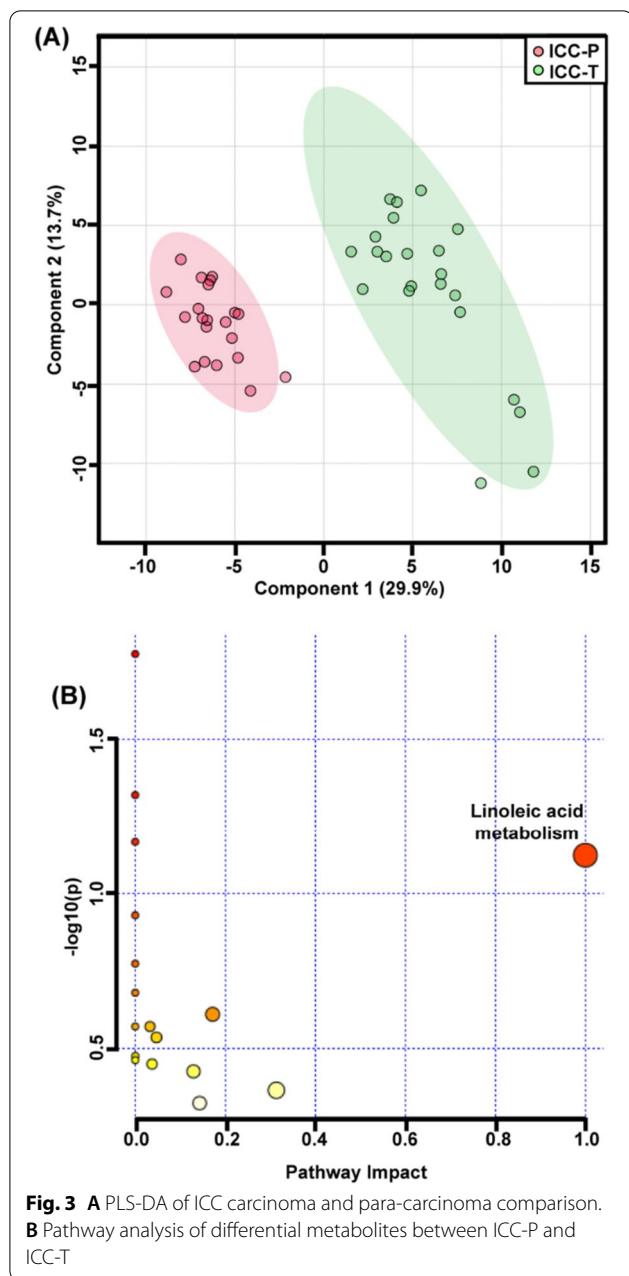 (A)
ICC-P
ICC-T
15
10
5
0
-5
-10
Component 2 (13.7%)
-10
-5
0
5
10
15
Component 1 (29.9%)
(B)
1.5
1.0
0.5
-log10(p)
Linoleic acid
metabolism
0.0
0.2
0.4
0.6
0.8
1.0
Pathway Impact
Fig. 3 A PLS-DA of ICC carcinoma and para-carcinoma comparison.
B Pathway analysis of differential metabolites between ICC-P and
ICC-T